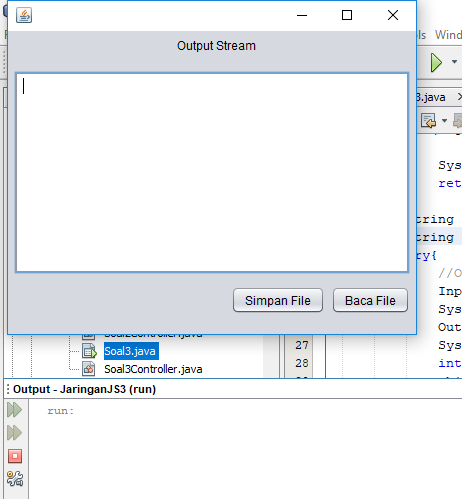 Output Stream
Simpan File
Baca File
Wind
3.java
Sys
ret
tring
tring
ry{
//O
Inp
Sys
Out
27 Sys
28 int
Soal3.java
Soal3Controller.java
Output - JaringanJS3 (run)
run: